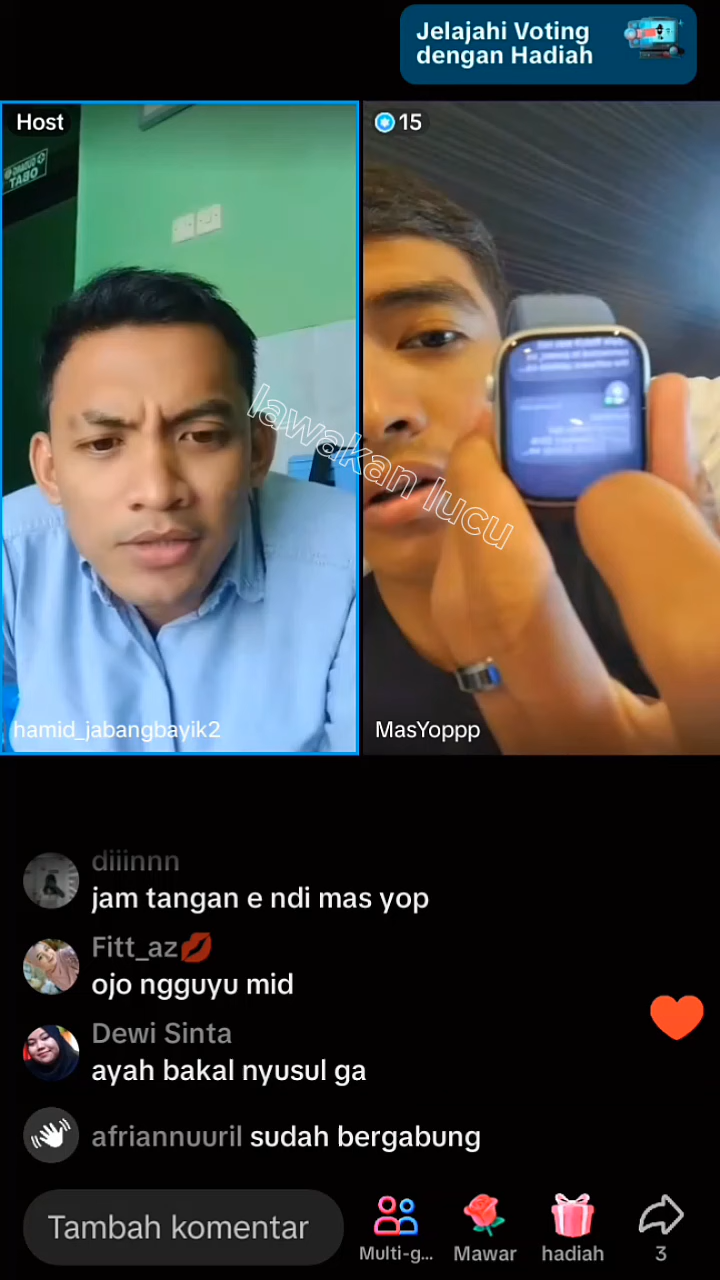 Jelajahi Voting
dengan Hadiah
Host
15
OBAT
lawakan lucu
hamid_jabangbayik2
MasYoppp
diiinnn
jam tangan e ndi mas yop
Fitt_az💋
ojo ngguyu mid
Dewi Sinta
ayah bakal nyusul ga
afriannuuril sudah bergabung
Tambah komentar
Multi-g...
Mawar
hadiah
3